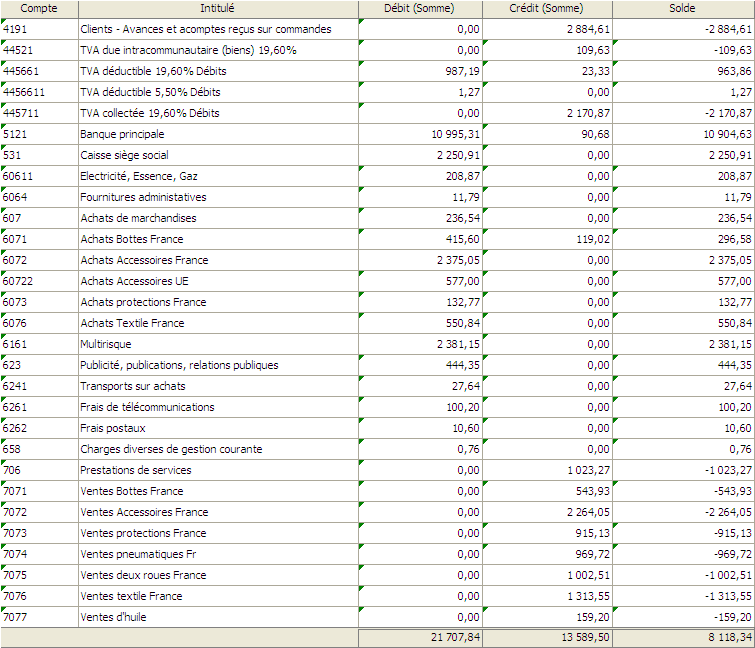 Compte Intitulé Débit (Somme) Crédit (Somme) Solde
4191 Clients - Avances et acomptes reçus sur commandes 0,00 2 884,61 -2 884,61
44521 TVA due intracommunautaire (biens) 19,60% 0,00 109,63 -109,63
445661 TVA déductible 19,60% Débits 987,19 23,33 963,86
4456611 TVA déductible 5,50% Débits 1,27 0,00 1,27
445711 TVA collectée 19,60% Débits 0,00 2 170,87 -2 170,87
5121 Banque principale 10 995,31 90,68 10 904,63
531 Caisse siège social 2 250,91 0,00 2 250,91
60611 Electricité, Essence, Gaz 208,87 0,00 208,87
6064 Fournitures administatives 11,79 0,00 11,79
607 Achats de marchandises 236,54 0,00 236,54
6071 Achats Bottes France 415,60 119,02 296,58
6072 Achats Accessoires France 2 375,05 0,00 2 375,05
60722 Achats Accessoires UE 577,00 0,00 577,00
6073 Achats protections France 132,77 0,00 132,77
6076 Achats Textile France 550,84 0,00 550,84
6161 Multirisque 2 381,15 0,00 2 381,15
623 Publicité, publications, relations publiques 444,35 0,00 444,35
6241 Transports sur achats 27,64 0,00 27,64
6261 Frais de télécommunications 100,20 0,00 100,20
6262 Frais postaux 10,60 0,00 10,60
658 Charges diverses de gestion courante 0,76 0,00 0,76
706 Prestations de services 0,00 1 023,27 -1 023,27
7071 Ventes Bottes France 0,00 543,93 -543,93
7072 Ventes Accessoires France 0,00 2 264,05 -2 264,05
7073 Ventes protections France 0,00 915,13 -915,13
7074 Ventes pneumatiques Fr 0,00 969,72 -969,72
7075 Ventes deux roues France 0,00 1 002,51 -1 002,51
7076 Ventes textile France 0,00 1 313,55 -1 313,55
7077 Ventes d'huile 0,00 159,20 -159,20
21 707,84 13 589,50 8 118,34